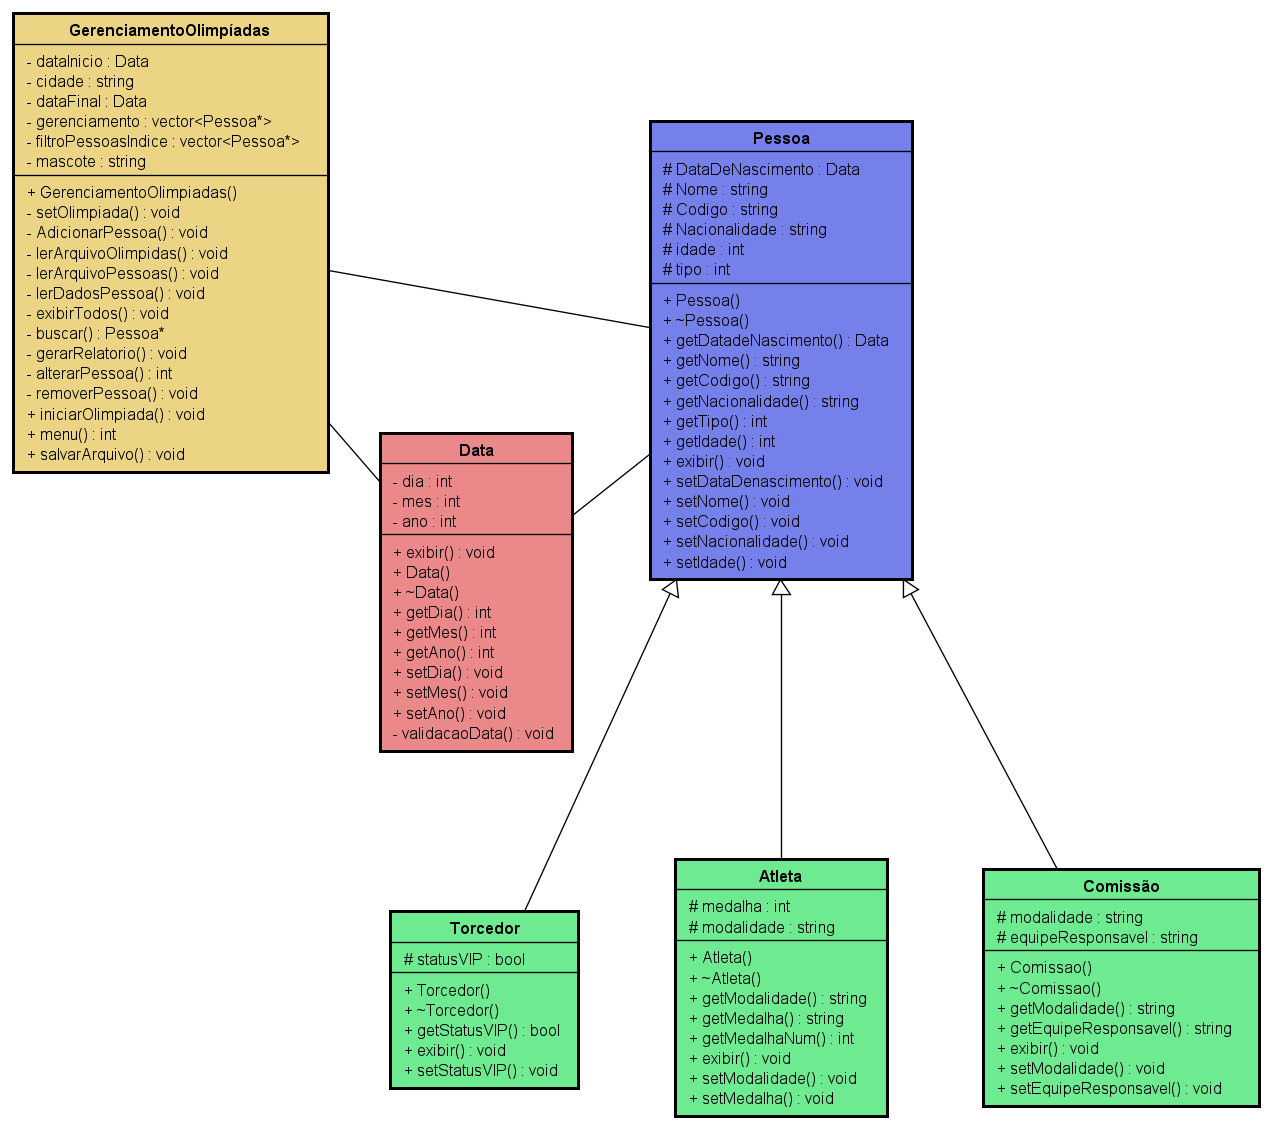 GerenciamentoOlimpíadas
- dataInicio : Data
- cidade : string
- dataFinal : Data
- gerenciamento : vector<Pessoa*>
- filtroPessoasIndice : vector<Pessoa*>
- mascote : string
+ GerenciamentoOlimpiadas()
- setOlimpiada() : void
- AdicionarPessoa() : void
- lerArquivoOlimpidas() : void
- lerArquivoPessoas() : void
- lerDadosPessoa() : void
- exibirTodos() : void
- buscar() : Pessoa*
- gerarRelatorio() : void
- alterarPessoa() : int
- removerPessoa() : void
+ iniciarOlimpiada() : void
+ menu() : int
+ salvarArquivo() : void
Pessoa
# DataDeNascimento : Data
# Nome : string
# Codigo : string
# Nacionalidade : string
# idade : int
# tipo : int
+ Pessoa()
+ ~Pessoa()
+ getDatadeNascimento() : Data
+ getNome() : string
+ getCodigo() : string
+ getNacionalidade() : string
+ getTipo() : int
+ getIdade() : int
+ exibir() : void
+ setDataDenascimento() : void
+ setNome() : void
+ setCodigo() : void
+ setNacionalidade() : void
+ setIdade() : void
Data
- dia : int
- mes : int
- ano : int
+ exibir() : void
+ Data()
+ ~Data()
+ getDia() : int
+ getMes() : int
+ getAno() : int
+ setDia() : void
+ setMes() : void
+ setAno() : void
- validacaoData() : void
Torcedor
# statusVIP : bool
+ Torcedor()
+ ~Torcedor()
+ getStatusVIP() : bool
+ exibir() : void
+ setStatusVIP() : void
Atleta
# medalha : int
# modalidade : string
+ Atleta()
+ ~Atleta()
+ getModalidade() : string
+ getMedalha() : string
+ getMedalhaNum() : int
+ exibir() : void
+ setModalidade() : void
+ setMedalha() : void
Comissão
# modalidade : string
# equipeResponsavel : string
+ Comissao()
+ ~Comissao()
+ getModalidade() : string
+ getEquipeResponsavel() : string
+ exibir() : void
+ setModalidade() : void
+ setEquipeResponsavel() : void